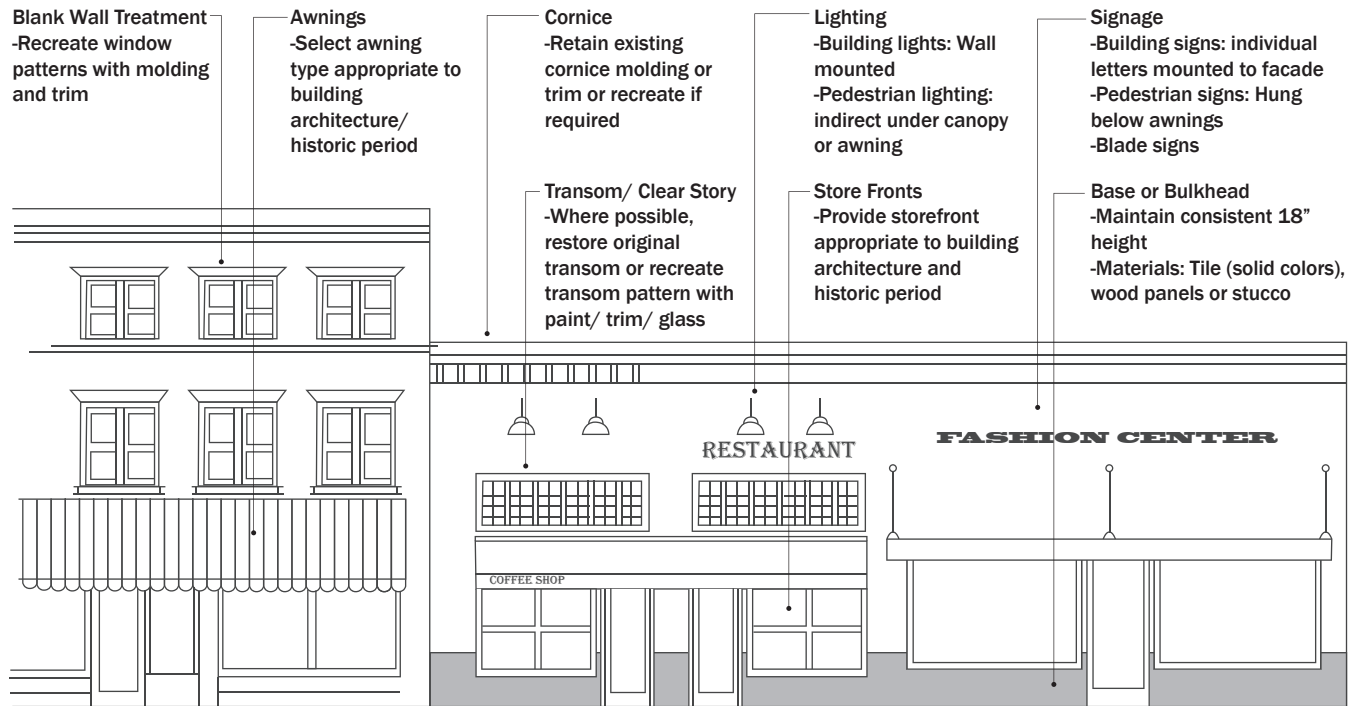 Blank Wall Treatment
-Recreate window
patterns with molding
and trim
Awnings
-Select awning
type appropriate to
building
architecture/
historic period
Cornice
-Retain existing
cornice molding or
trim or recreate if
required
Lighting
-Building lights: Wall
mounted
-Pedestrian lighting:
indirect under canopy
or awning
Signage
-Building signs: individual
letters mounted to facade
-Pedestrian signs: Hung
below awnings
-Blade signs
Transom/ Clear Story
-Where possible,
restore original
transom or recreate
transom pattern with
paint/ trim/ glass
Store Fronts
-Provide storefront
appropriate to building
architecture and
historic period
Base or Bulkhead
-Maintain consistent 18”
height
-Materials: Tile (solid colors),
wood panels or stucco
RESTAURANT
FASHION CENTER
COFFEE SHOP